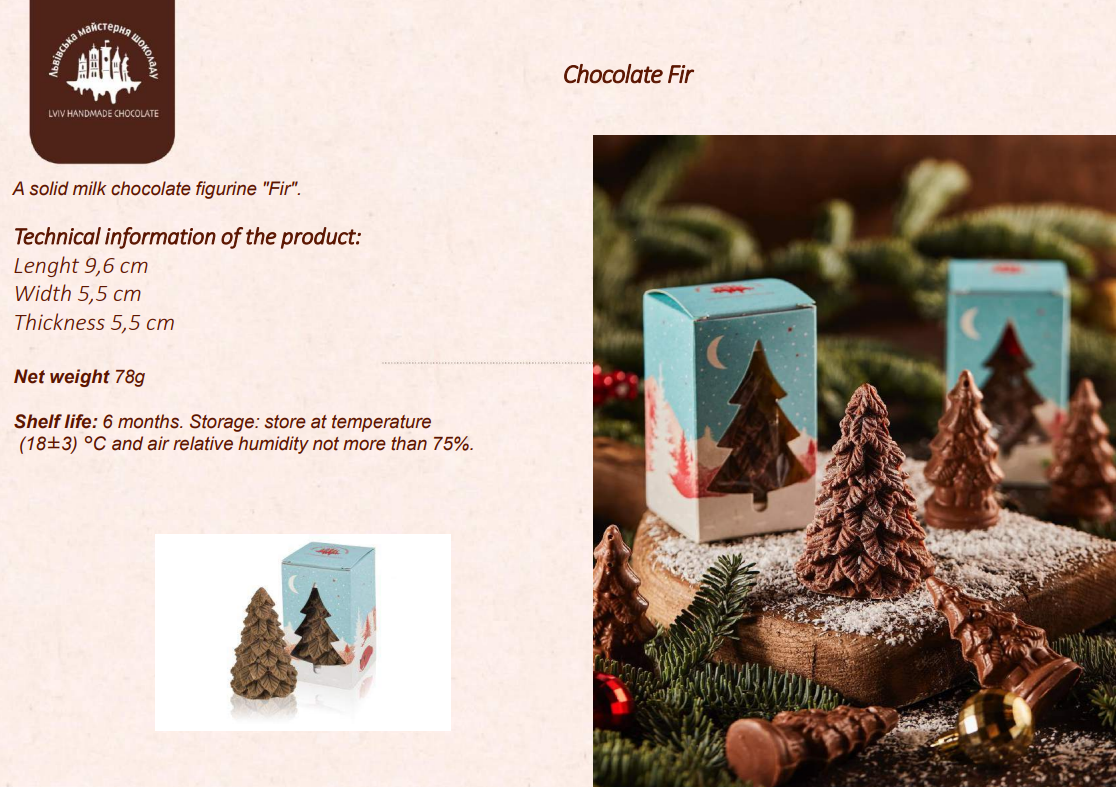 Львівська майстерня шоколаду
LVIV HANDMADE CHOCOLATE
Chocolate Fir
A solid milk chocolate figurine "Fir".
Technical information of the product:
Lenght 9,6 cm
Width 5,5 cm
Thickness 5,5 cm
Net weight 78g
Shelf life: 6 months. Storage: store at temperature
(18±3) °C and air relative humidity not more than 75%.